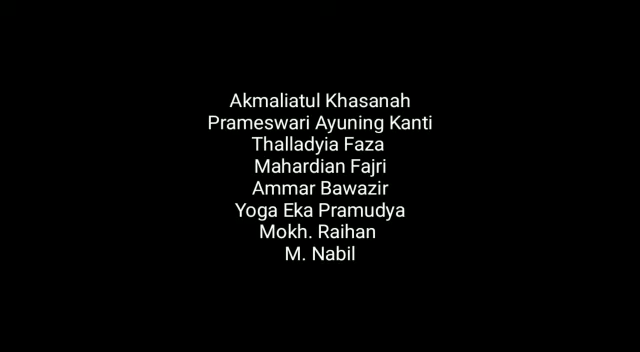 Akmaliatul Khasanah
Prameswari Ayuning Kanti
Thalladyia Faza
Mahardian Fajri
Ammar Bawazir
Yoga Eka Pramudya
Mokh. Raihan
M. Nabil